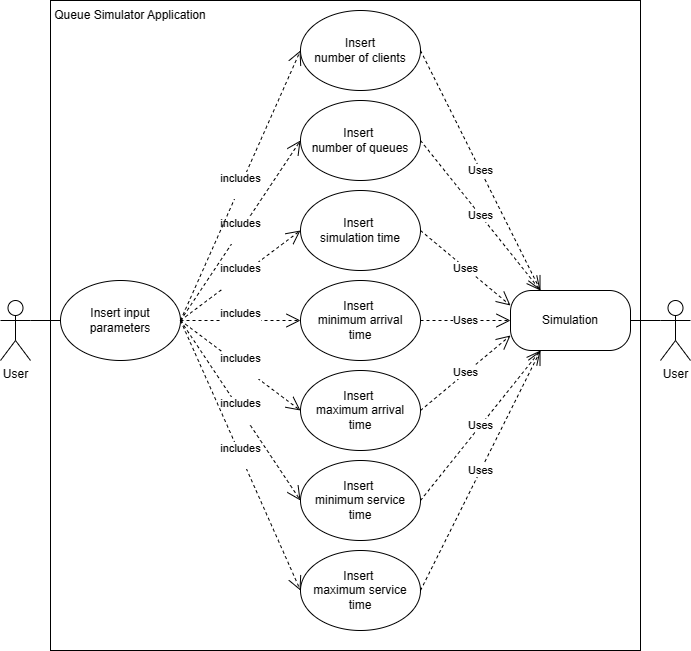 Queue Simulator Application
Insert
number of clients
Insert
number of queues
includes
Uses
includes
Uses
Insert
simulation time
includes
Uses
Insert input
parameters
includes
Insert
minimum arrival
time
Uses
Simulation
User
User
includes
Uses
Insert
maximum arrival
time
includes
Uses
includes
Uses
Insert
minimum service
time
Insert
maximum service
time